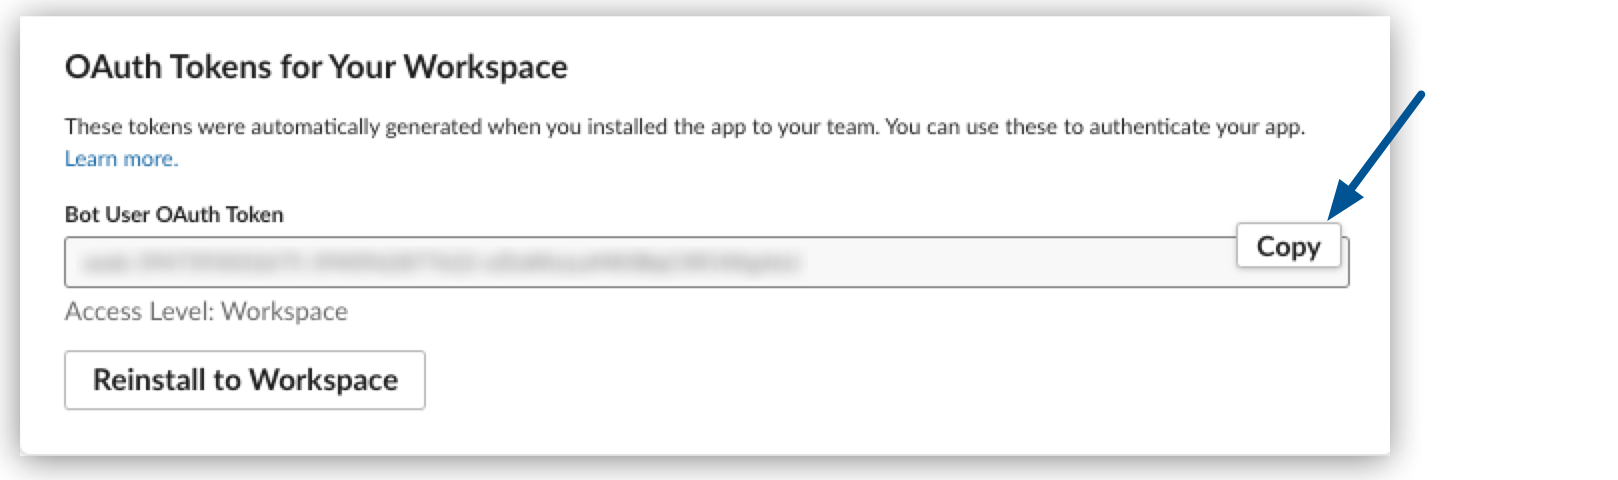 OAuth Tokens for Your Workspace
These tokens were automatically generated when you installed the app to your team. You can use these to authenticate your app.
Learn more.
Bot User OAuth Token
Copy
Access Level: Workspace
Reinstall to Workspace